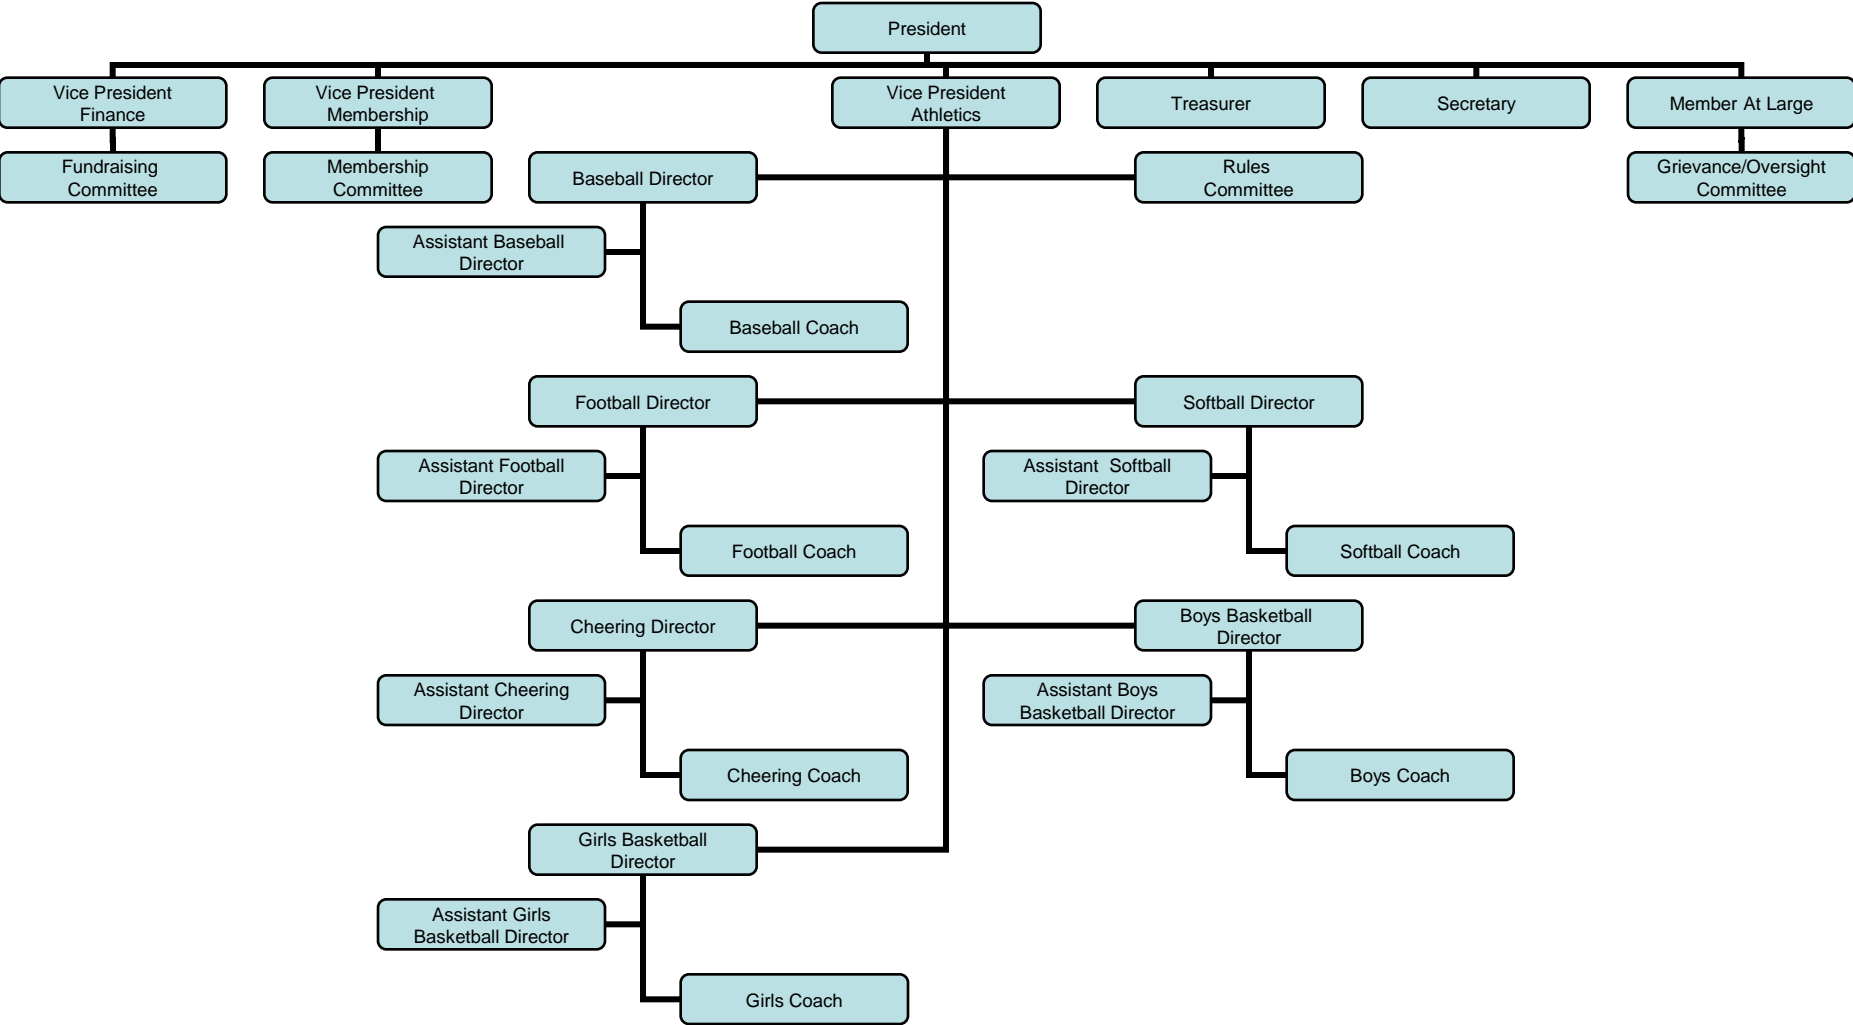 President
Vice President
Finance
Vice President
Membership
Vice President
Athletics
Treasurer
Secretary
Member At Large
Fundraising
Committee
Membership
Committee
Baseball Director
Rules
Committee
Grievance/Oversight
Committee
Assistant Baseball
Director
Baseball Coach
Football Director
Softball Director
Assistant Football
Director
Assistant  Softball
Director
Football Coach
Softball Coach
Cheering Director
Boys Basketball
Director
Assistant Cheering
Director
Assistant Boys
Basketball Director
Cheering Coach
Boys Coach
Girls Basketball
Director
Assistant Girls
Basketball Director
Girls Coach